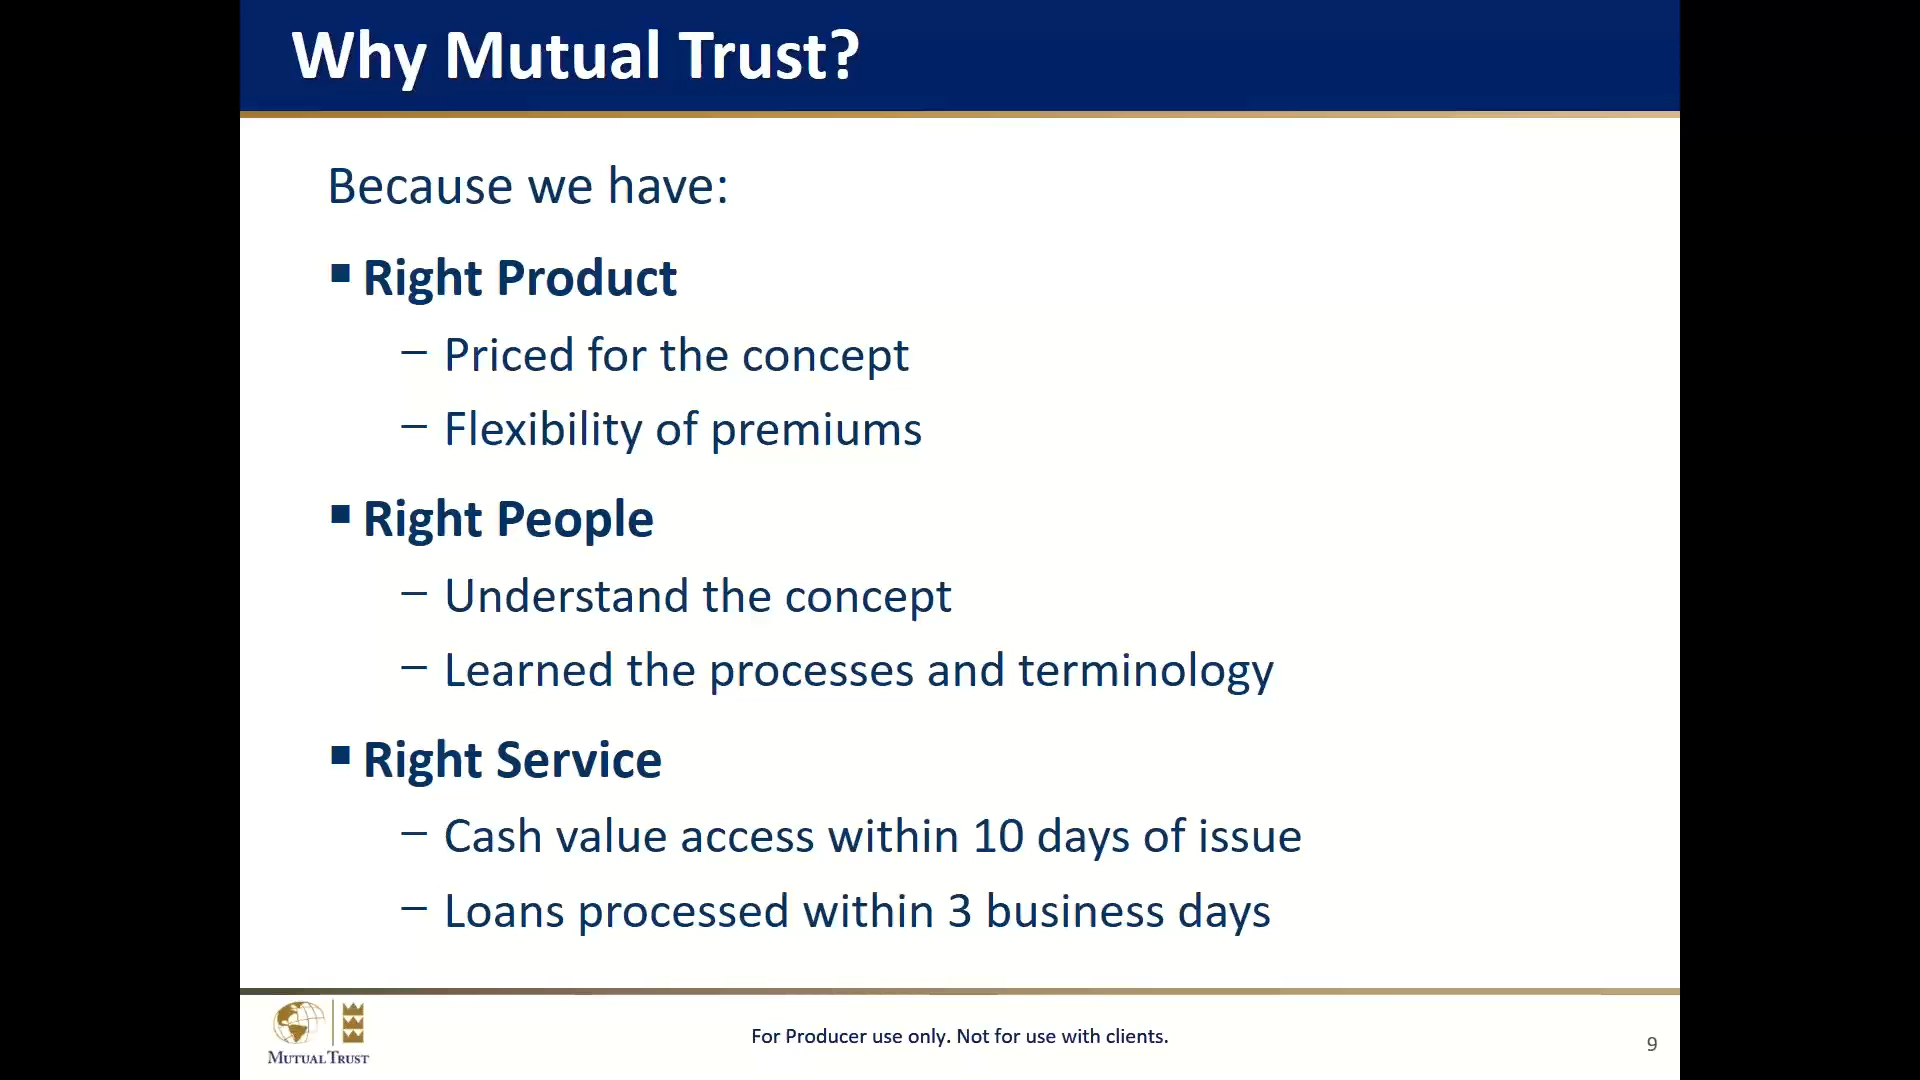 Why Mutual Trust?
Because we have:
▪ Right Product
– Priced for the concept
– Flexibility of premiums
▪ Right People
– Understand the concept
– Learned the processes and terminology
▪ Right Service
– Cash value access within 10 days of issue
– Loans processed within 3 business days
MUTUAL TRUST
For Producer use only. Not for use with clients.
9